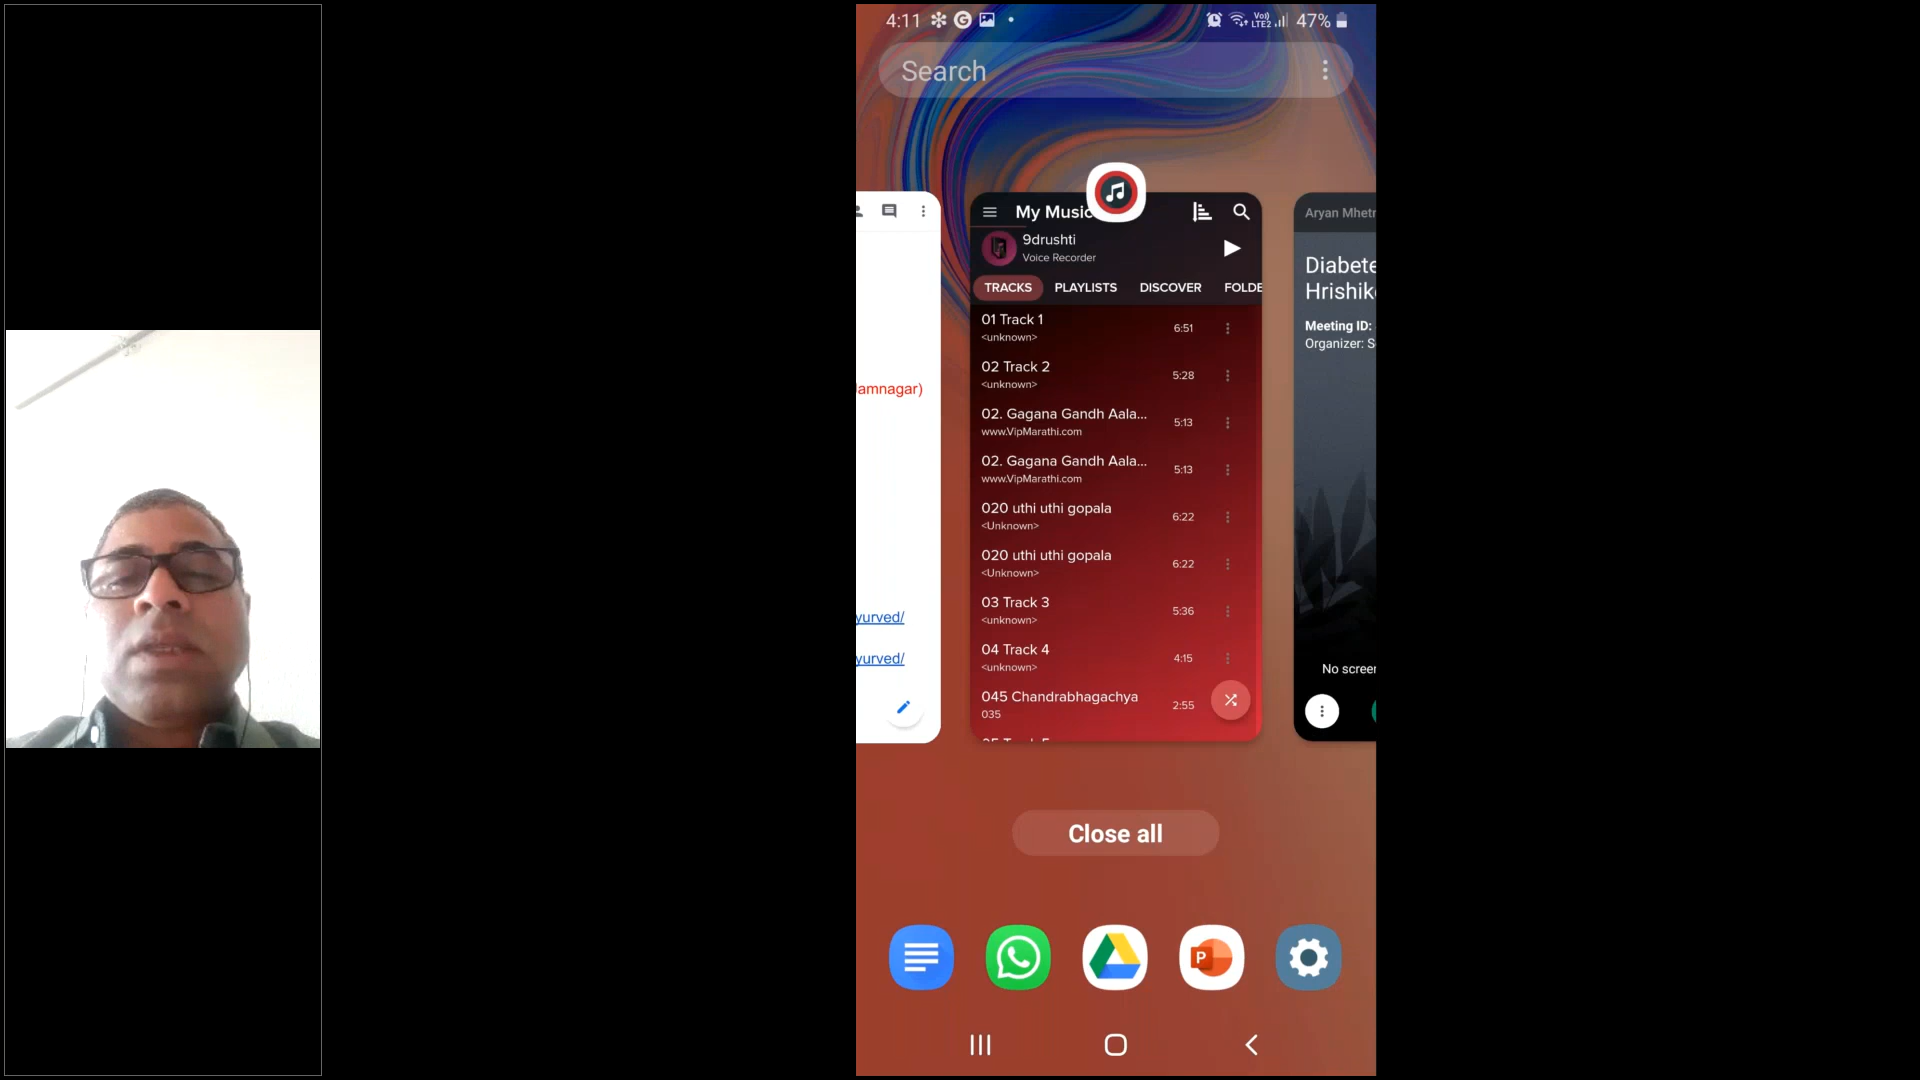 4:11
Vo))
LTE2
47%
Search
My Music
9drushti
Voice Recorder
TRACKS PLAYLISTS DISCOVER FOLDE
01 Track 1
<unknown>
6:51
02 Track 2
<unknown>
5:28
02. Gagana Gandh Aala...
www.VipMarathi.com
5:13
02. Gagana Gandh Aala...
www.VipMarathi.com
5:13
020 uthi uthi gopala
<Unknown>
6:22
020 uthi uthi gopala
<Unknown>
6:22
03 Track 3
<unknown>
5:36
04 Track 4
<unknown>
4:15
045 Chandrabhagachya
035
2:55
Jamnagar)
yurved/
yurved/
Aryan Mhetr
Diabete
Hrishik
Meeting ID:
Organizer: S
No screen
Close all
P